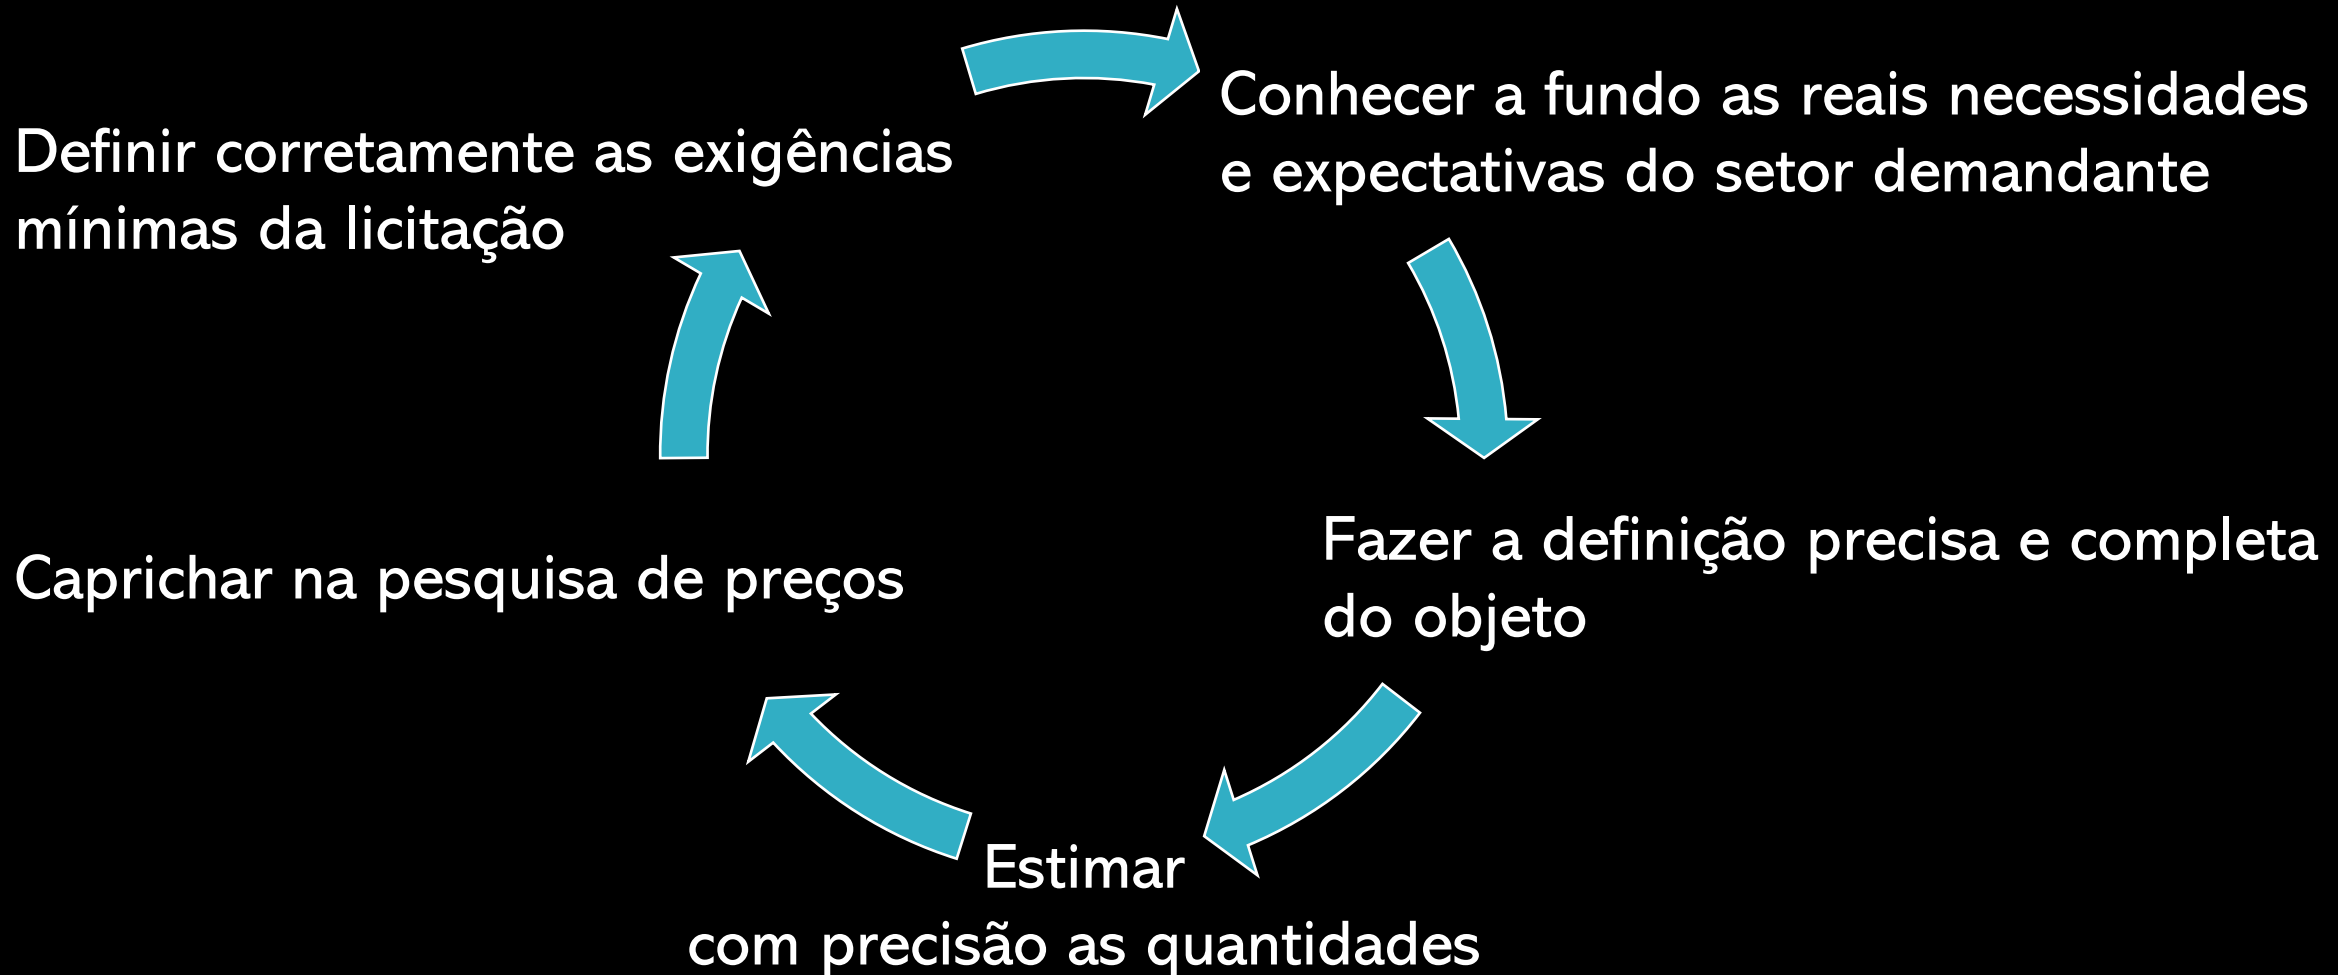 Conhecer a fundo as reais necessidades
e expectativas do setor demandante
Fazer a definição precisa e completa
do objeto
Estimar
com precisão as quantidades
Caprichar na pesquisa de preços
Definir corretamente as exigências
mínimas da licitação